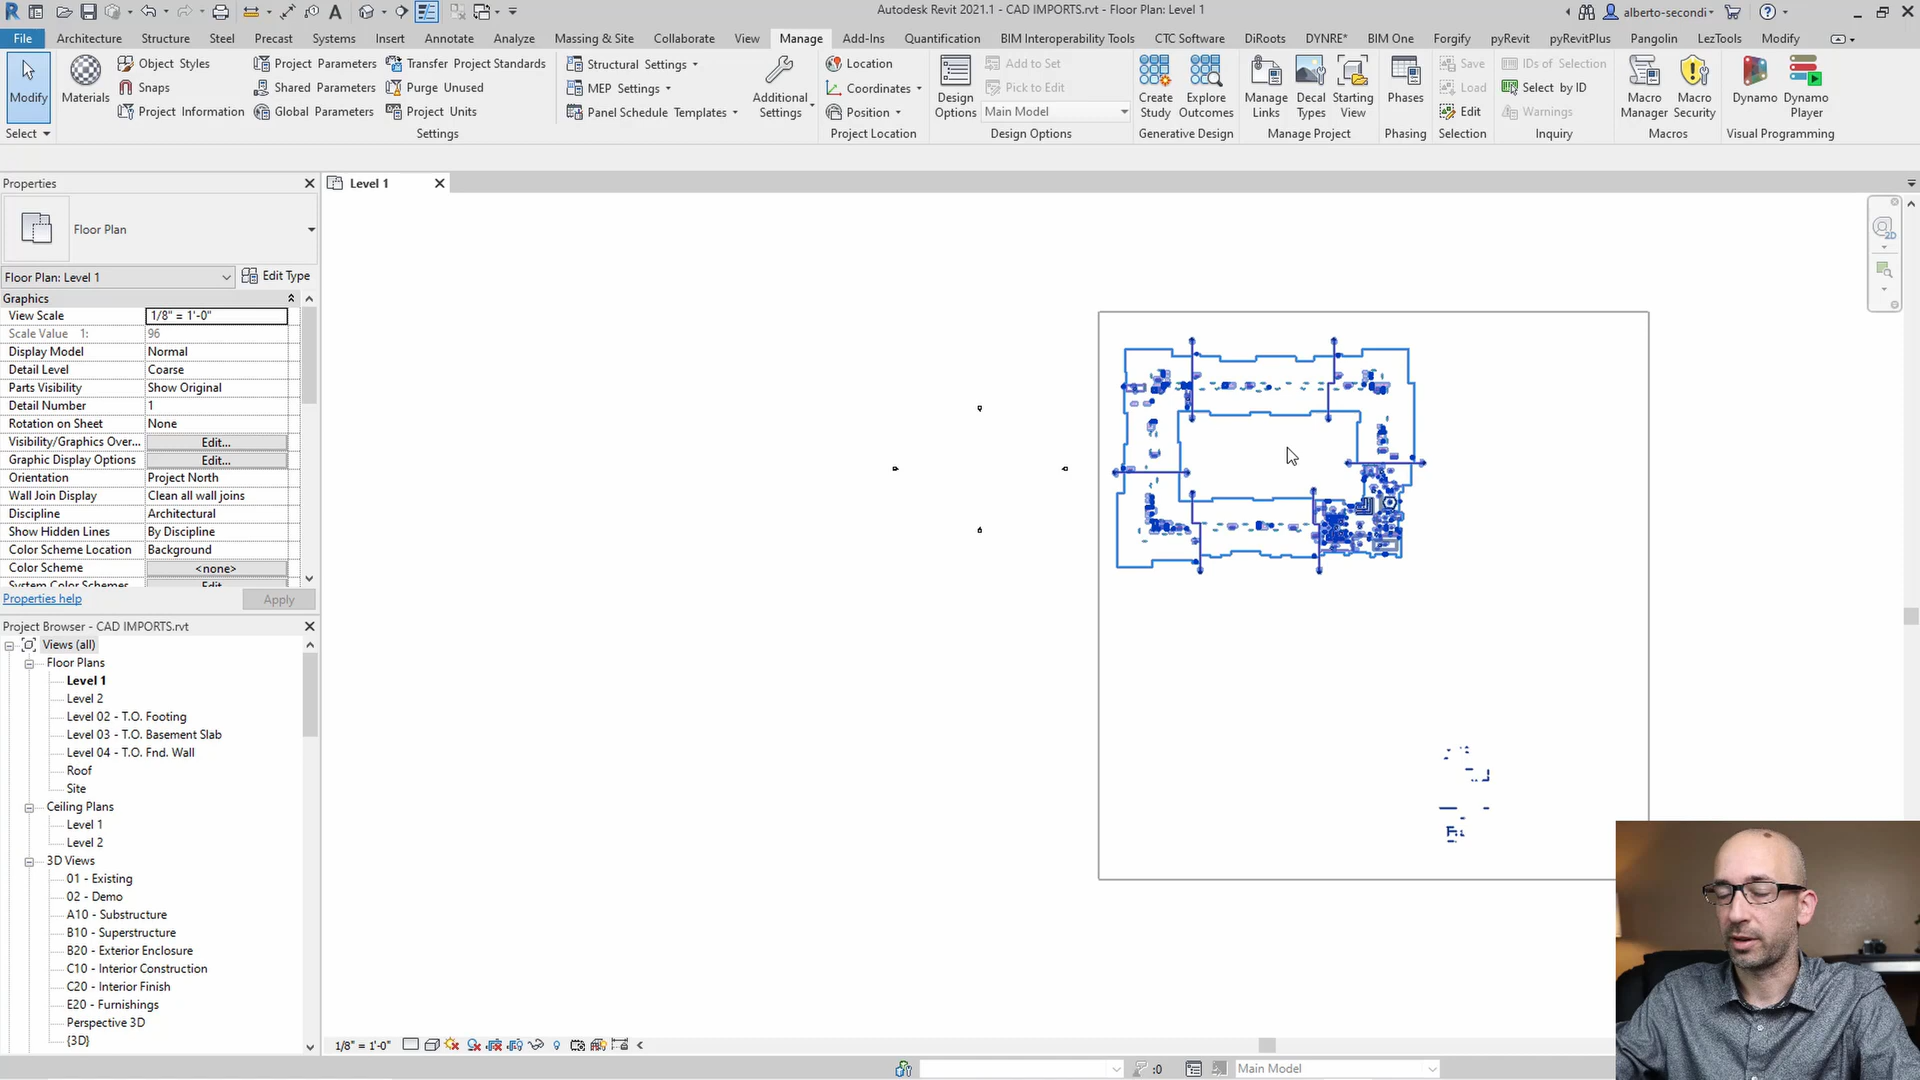 Autodesk Revit 2021.1 - CAD IMPORTS.rvt - Floor Plan: Level 1
alberto-secondi
File Architecture Structure Steel Precast Systems Insert Annotate Analyze Massing & Site Collaborate View Manage Add-Ins Quantification BIM Interoperability Tools CTC Software DiRoots DYNRE* BIM One Forgify pyRevit pyRevitPlus Pangolin LezTools Modify
Modify
Select
Materials
Object Styles
Snaps
Project Information
Project Parameters
Shared Parameters
Global Parameters
Transfer Project Standards
Purge Unused
Project Units
Settings
Structural Settings
MEP Settings
Panel Schedule Templates
Additional Settings
Location
Coordinates
Position
Project Location
Design Options
Add to Set
Pick to Edit
Main Model
Design Options
Create Study
Explore Outcomes
Generative Design
Manage Links
Decal Types
Starting View
Manage Project
Phases
Phasing
Save
Load
Edit
Selection
IDs of Selection
Select by ID
Warnings
Inquiry
Macro Manager
Macro Security
Macros
Dynamo
Dynamo Player
Visual Programming
Properties
Floor Plan
Floor Plan: Level 1
Edit Type
Graphics
View Scale 1/8" = 1'-0"
Scale Value 1: 96
Display Model Normal
Detail Level Coarse
Parts Visibility Show Original
Detail Number 1
Rotation on Sheet None
Visibility/Graphics Over... Edit...
Graphic Display Options Edit...
Orientation Project North
Wall Join Display Clean all wall joins
Discipline Architectural
Show Hidden Lines By Discipline
Color Scheme Location Background
Color Scheme <none>
System Color Schemes Edit
Properties help
Apply
Project Browser - CAD IMPORTS.rvt
Views (all)
Floor Plans
Level 1
Level 2
Level 02 - T.O. Footing
Level 03 - T.O. Basement Slab
Level 04 - T.O. Fnd. Wall
Roof
Site
Ceiling Plans
Level 1
Level 2
3D Views
01 - Existing
02 - Demo
A10 - Substructure
B10 - Superstructure
B20 - Exterior Enclosure
C10 - Interior Construction
C20 - Interior Finish
E20 - Furnishings
Perspective 3D
{3D}
Level 1
2D
1/8" = 1'-0"
:0
Main Model